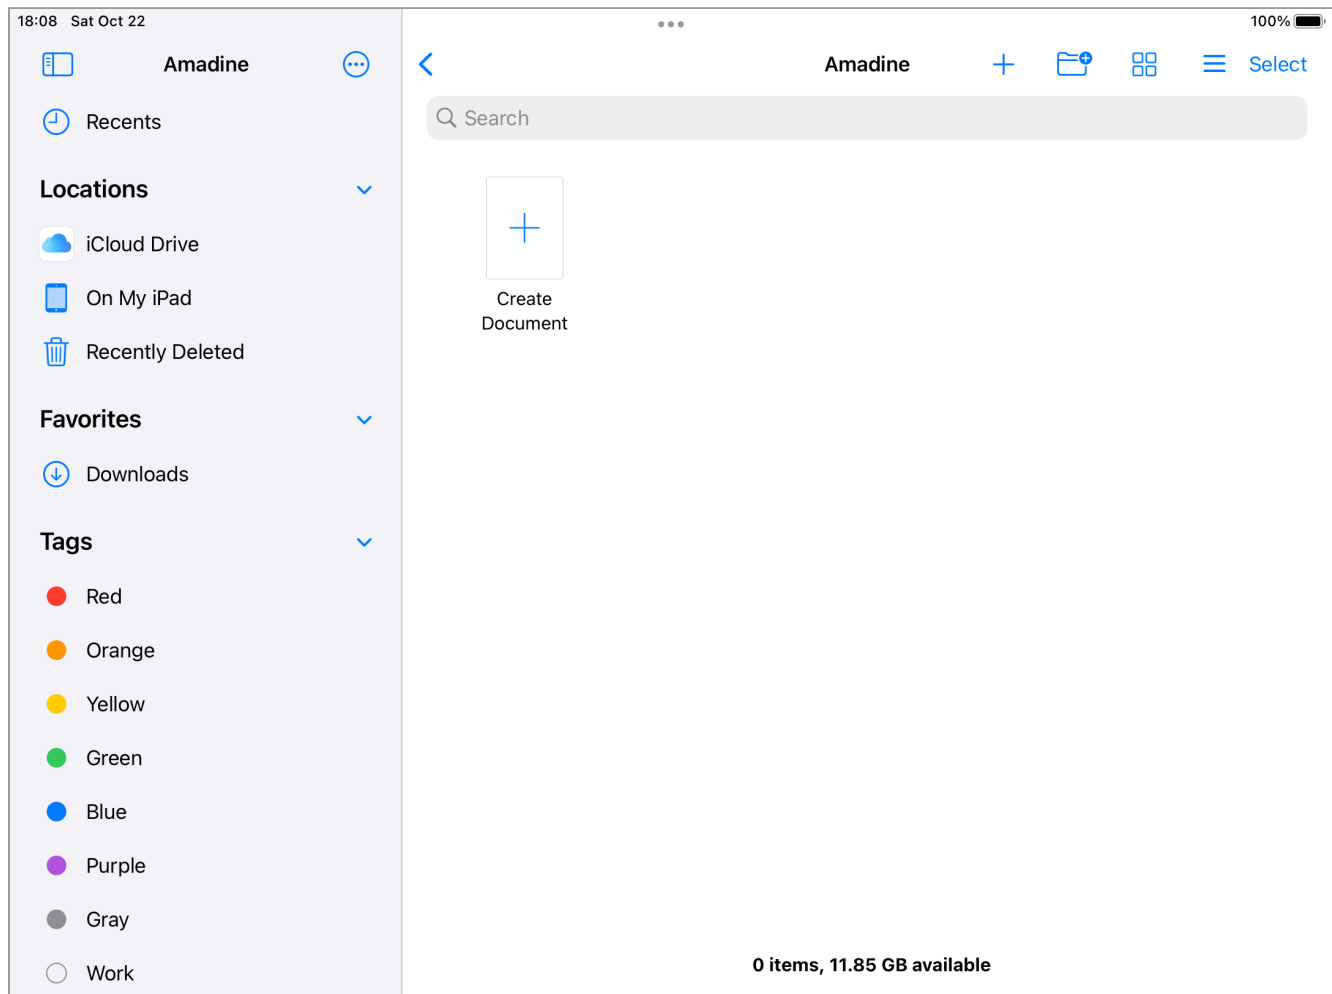 18:08 Sat Oct 22
100%
Amadine
Recents
Locations
iCloud Drive
On My iPad
Recently Deleted
Favorites
Downloads
Tags
Red
Orange
Yellow
Green
Blue
Purple
Gray
Work
Amadine
Select
Search
Create
Document
0 items, 11.85 GB available